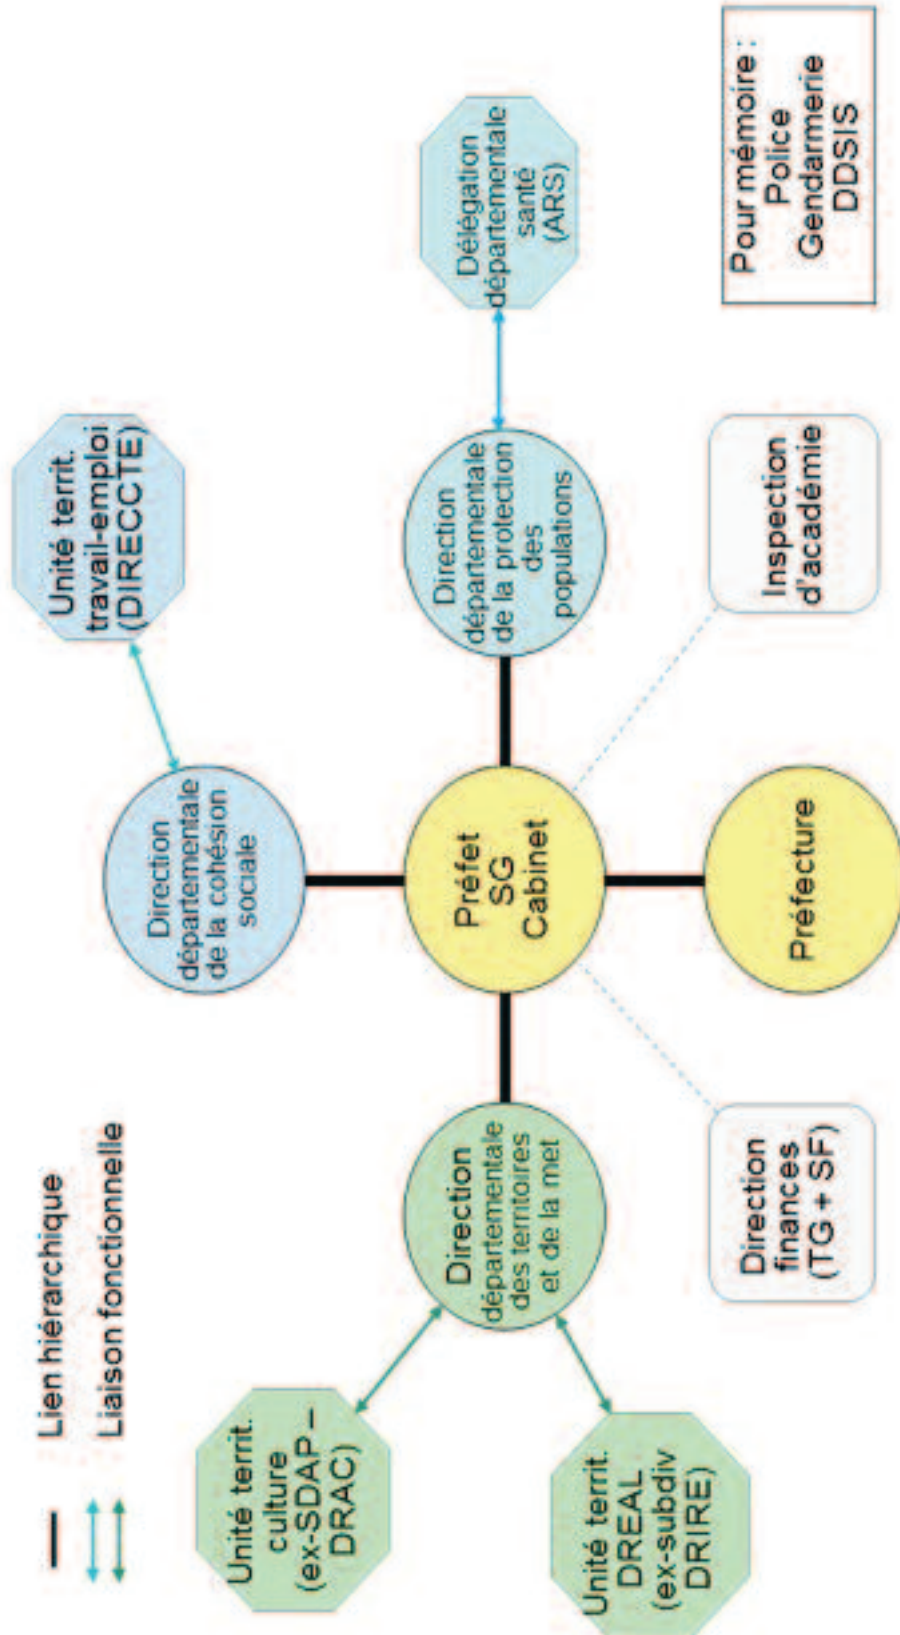 Lien hiérarchique
Liaison fonctionnelle
Unité territ.
travail-emploi
(DIRECCTE)
Direction
départementale
de la cohésion
sociale
Unité territ.
culture
(ex-SDAP–
DRAC)
Direction
départementale
des territoires
et de la met
Préfet
SG
Cabinet
Direction
départementale
de la protection
des
populations
Délégation
départementale
santé
(ARS)
Unité territ.
DREAL
(ex-subdiv
DRIRE)
Direction
finances
(TG + SF)
Préfecture
Inspection
d'académie
Pour mémoire :
Police
Gendarmerie
DDSIS